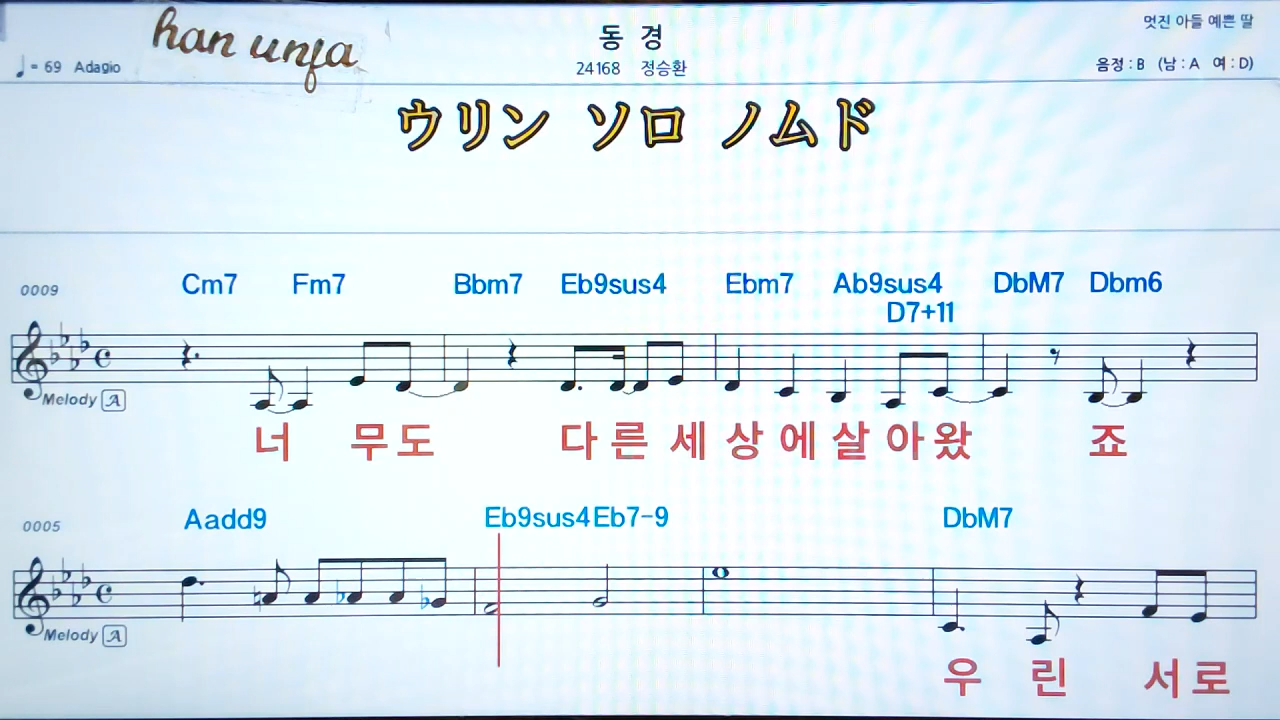 han unja
동 경
멋진 아들 예쁜 딸
♩= 69 Adagio
24168 정승환
음정 : B (남 : A 여 : D)
ウリン ソロ ノムド
0009
Cm7 Fm7 Bbm7 Eb9sus4 Ebm7 Ab9sus4 DbM7 Dbm6
D7+11
Melody A
너 무 도 다 른 세 상 에 살 아 왔 죠
0005
Aadd9 Eb9sus4 Eb7-9 DbM7
Melody A
우 린 서 로